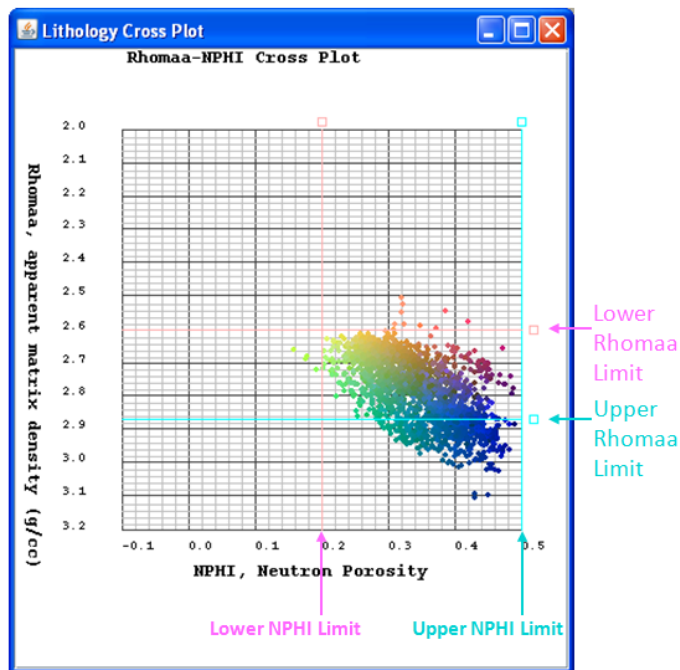 Lithology Cross Plot
Rhomaa-NPHI Cross Plot
Rhomaa, apparent matrix density (g/cc)
2.0
2.1
2.2
2.3
2.4
2.5
2.6
2.7
2.8
2.9
3.0
3.1
3.2
-0.1 0.0 0.1 0.2 0.3 0.4 0.5
NPHI, Neutron Porosity
Lower
Rhomaa
Limit
Upper
Rhomaa
Limit
Lower NPHI Limit Upper NPHI Limit